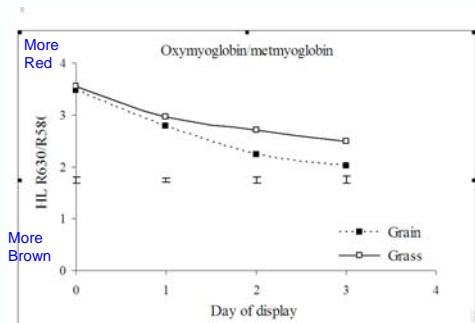 More
Red
Oxymyoglobin/metmyoglobin
4
3
2
1
0
HL R630/R58(
More
Brown
Grain
Grass
0 1 2 3 4
Day of display